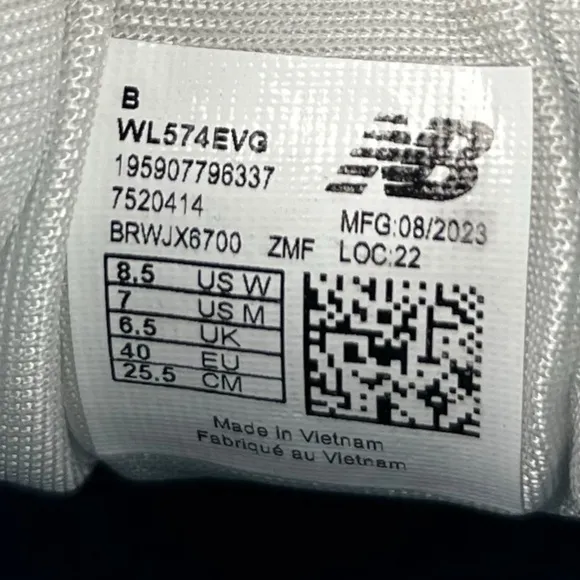 B
WL574EVG
195907796337
7520414
BRWJX6700 ZMF
NB
MFG:08/2023
LOC:22
8.5 US W
7 US M
6.5 UK
40 EU
25.5 CM
Made in Vietnam
Fabriqué au Vietnam